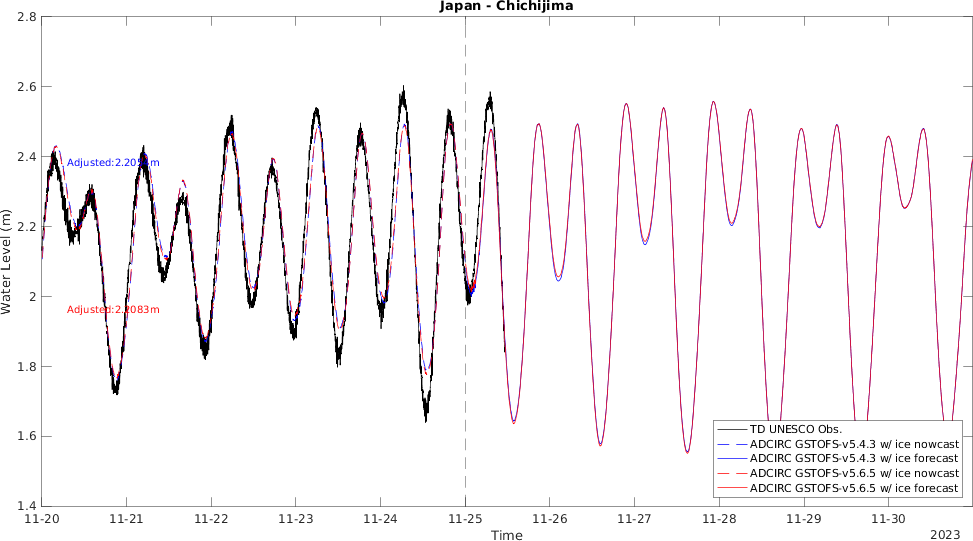 Japan - Chichijima
2.8
2.6
2.4
2.2
2
1.8
1.6
1.4
Water Level (m)
Adjusted:2.2083m
TD UNESCO Obs.
ADCIRC GSTOFS-v5.4.3 w/ ice nowcast
ADCIRC GSTOFS-v5.4.3 w/ ice forecast
ADCIRC GSTOFS-v5.6.5 w/ ice nowcast
ADCIRC GSTOFS-v5.6.5 w/ ice forecast
11-20 11-21 11-22 11-23 11-24 11-25 11-26 11-27 11-28 11-29 11-30
Time
2023